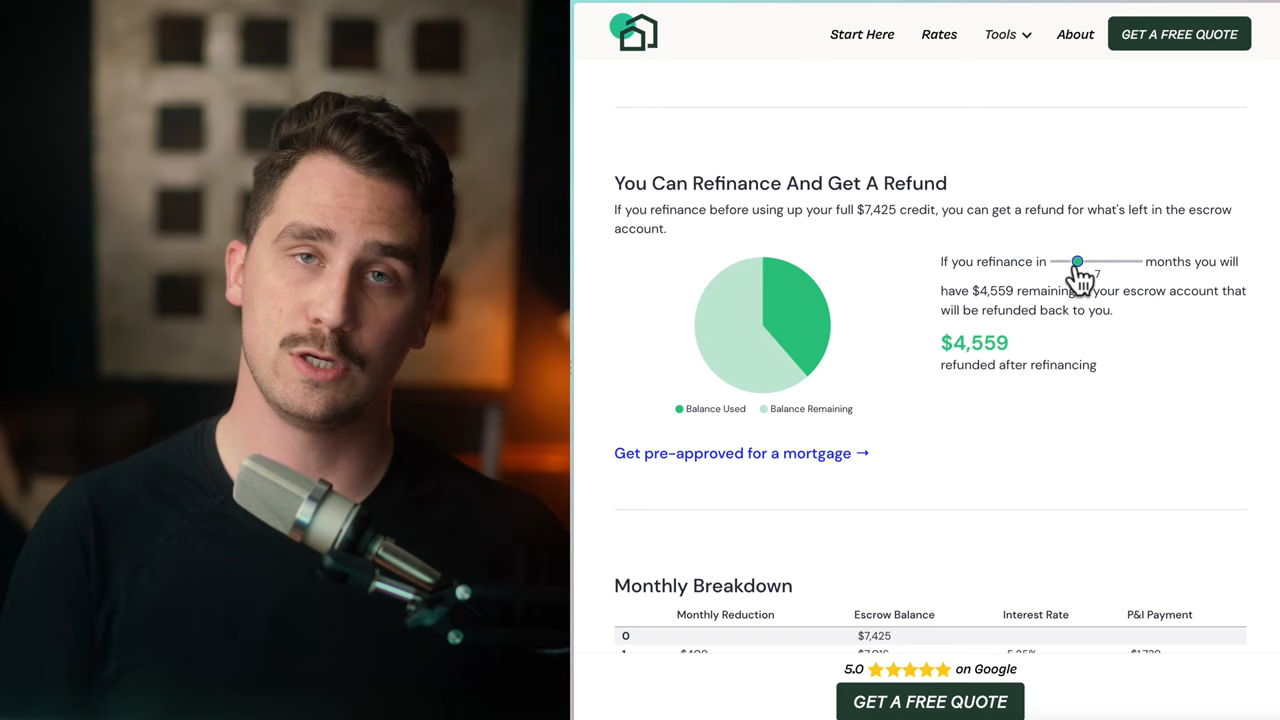 Start Here
Rates
Tools
About
GET A FREE QUOTE
You Can Refinance And Get A Refund
If you refinance before using up your full $7,425 credit, you can get a refund for what's left in the escrow
account.
If you refinance in months you will
7
have $4,559 remaining your escrow account that
will be refunded back to you.
$4,559
refunded after refinancing
Balance Used
Balance Remaining
Get pre-approved for a mortgage →
Monthly Breakdown
Monthly Reduction Escrow Balance Interest Rate P&I Payment
0 $7,425
5.0 on Google
GET A FREE QUOTE